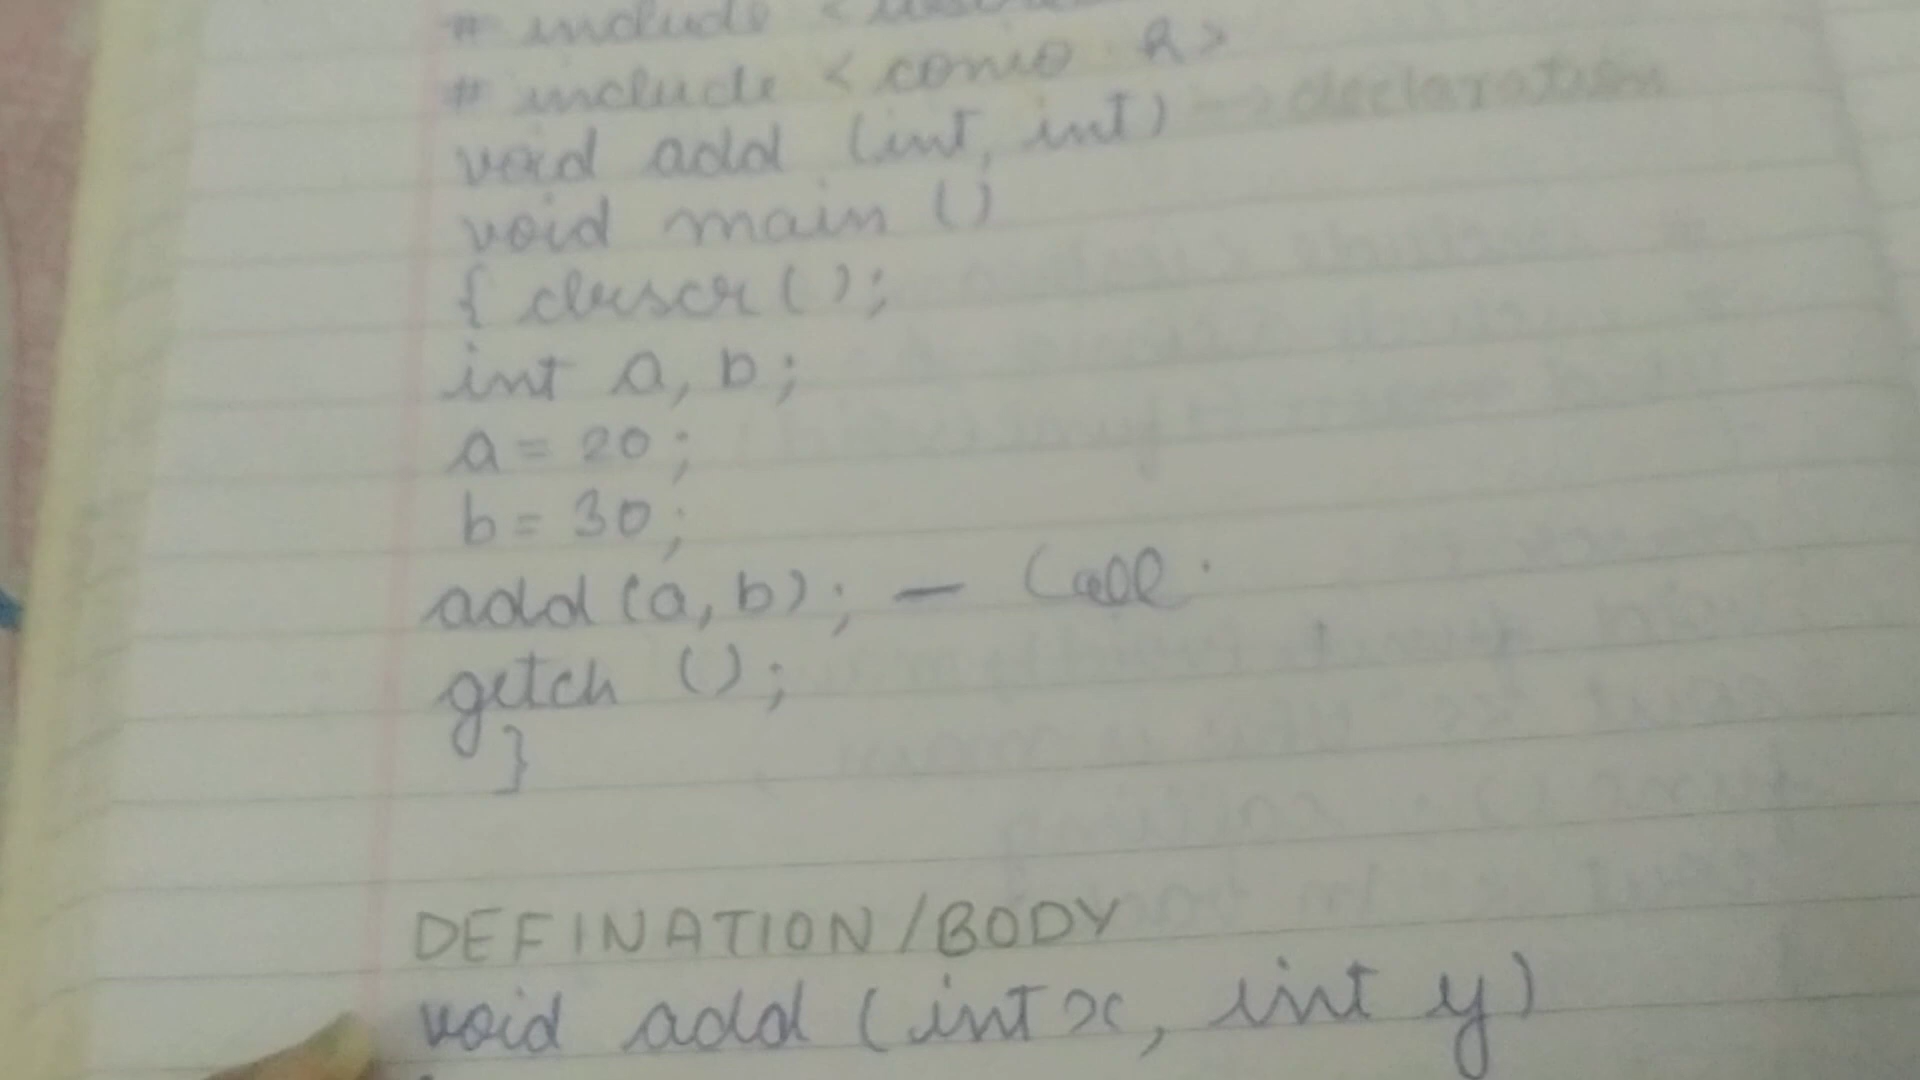 # include <
# include < conio h>
void add (int, int) → declaration
void main ()
{ clrscr ( );
int a, b;
a = 20 ;
b = 30 ;
add (a, b) ; — Call .
getch () ;
}
DEFINATION / BODY
void add ( int x, int y )